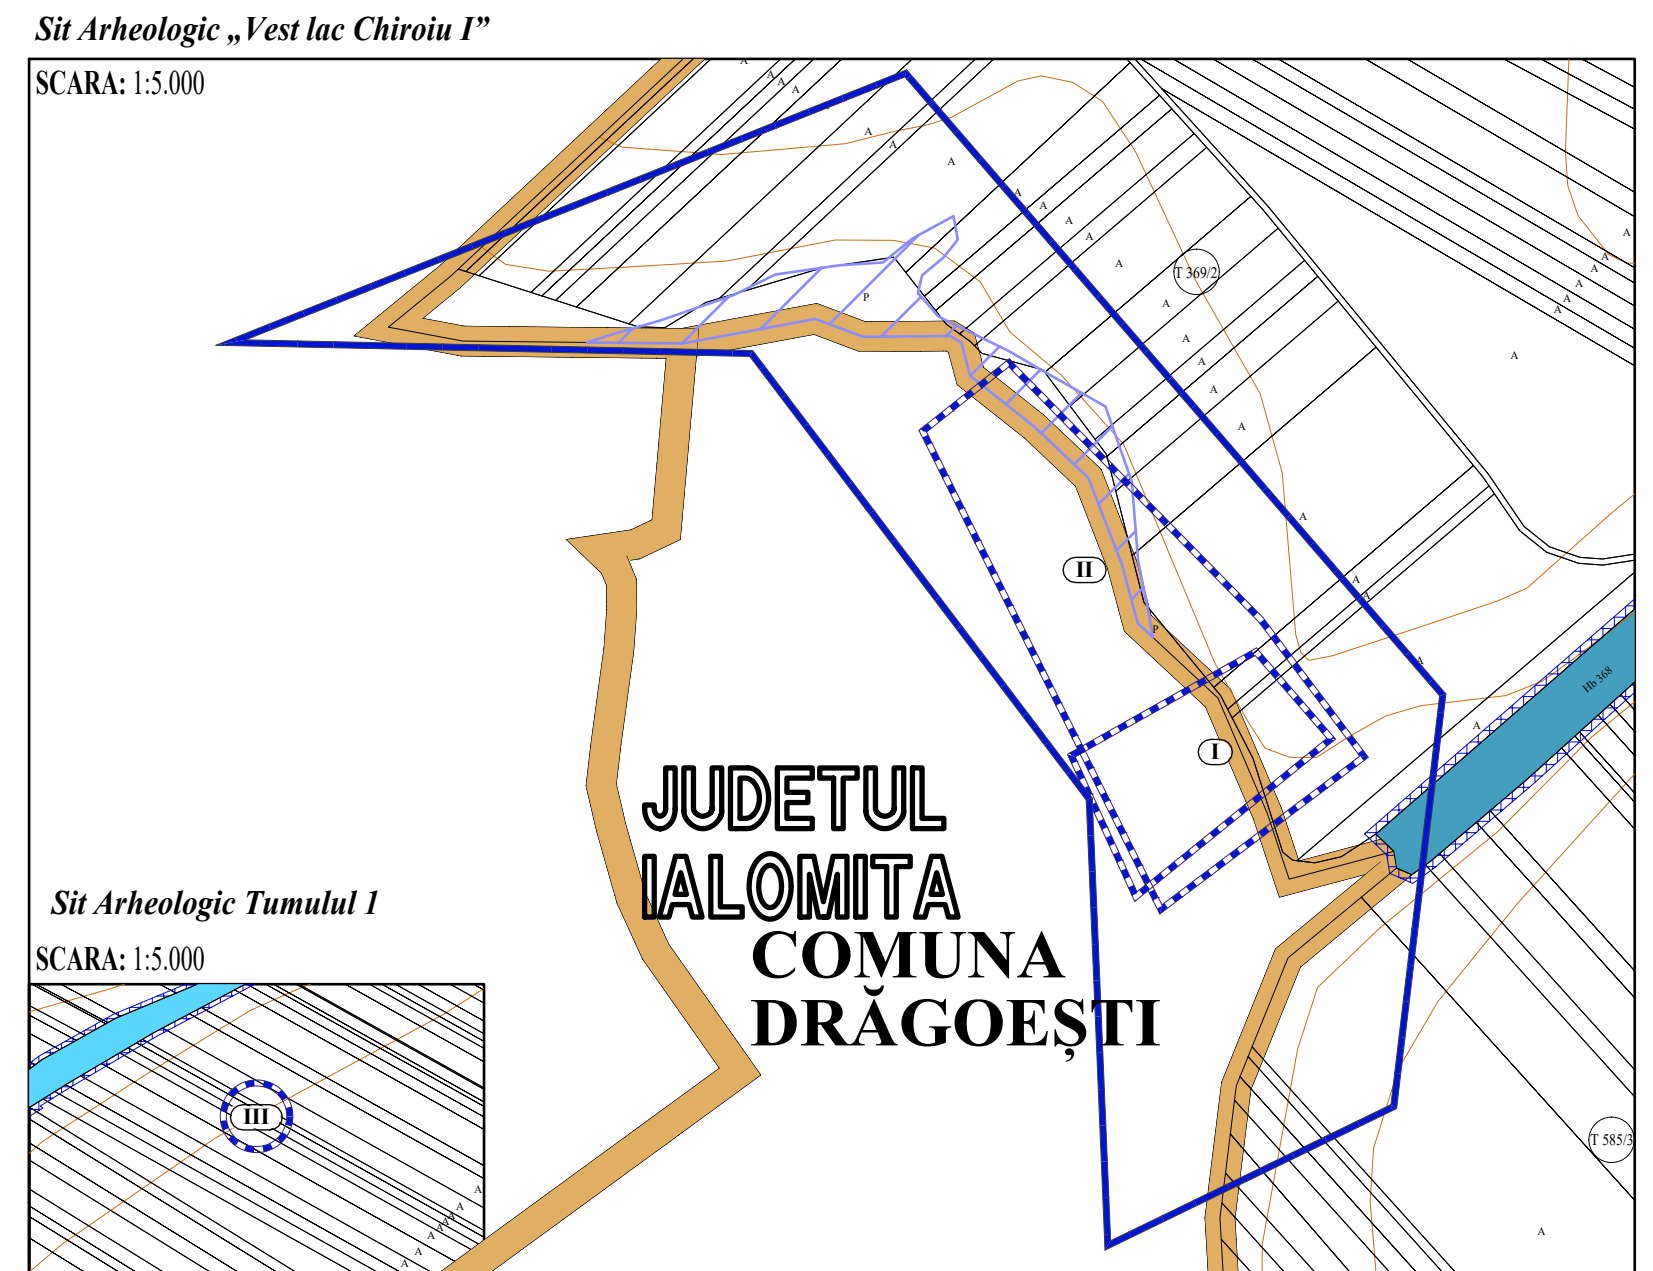 Sit Arheologic „Vest lac Chiroiu I”
SCARA: 1:5.000
A
A
A
A
A
A
A
A
A
A
A
A
T 369/2
A
A
A
A
A
A
A
P
A
A
A
A
A
A
A
II
A
A
P
A
Hb 368
A
I
JUDETUL
IALOMITA
COMUNA
DRĂGOEȘTI
Sit Arheologic Tumulul 1
SCARA: 1:5.000
III
T 585/3
A
A
A
A
A
A
A
A
A